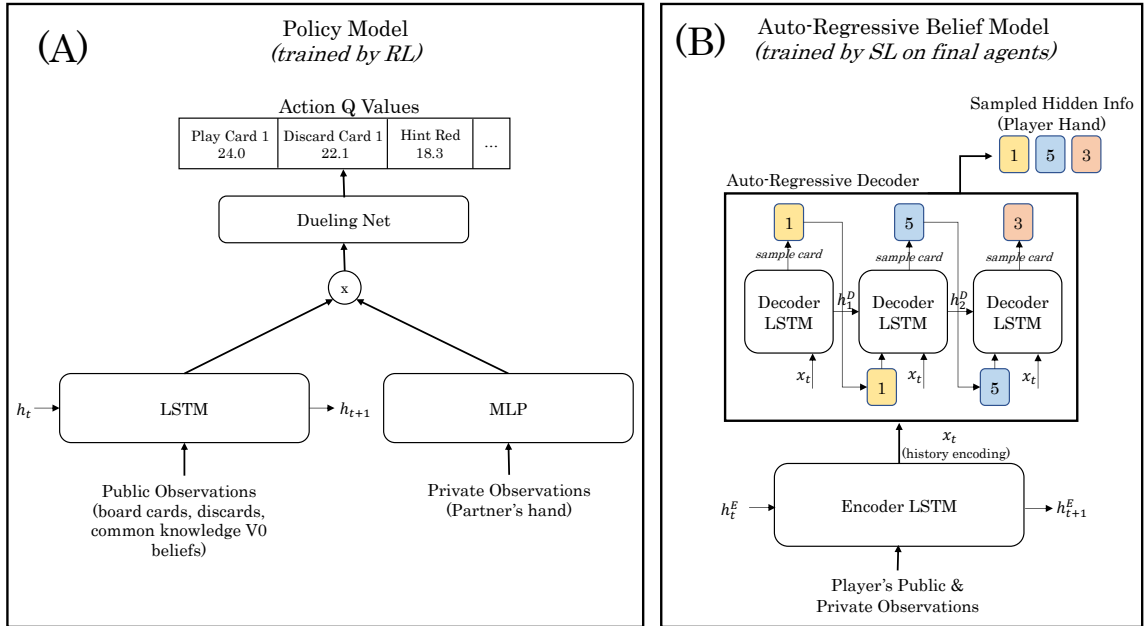 (A)
Policy Model
(trained by RL)
Action Q Values
Play Card 1
24.0
Discard Card 1
22.1
Hint Red
18.3
...
Dueling Net
x
h_t
LSTM
h_{t+1}
MLP
Public Observations
(board cards, discards,
common knowledge V0
beliefs)
Private Observations
(Partner's hand)
(B)
Auto-Regressive Belief Model
(trained by SL on final agents)
Sampled Hidden Info
(Player Hand)
1
5
3
Auto-Regressive Decoder
1
5
3
sample card
sample card
sample card
Decoder
LSTM
h_1^D
Decoder
LSTM
h_2^D
Decoder
LSTM
x_t
1
x_t
5
x_t
x_t
(history encoding)
h_t^E
Encoder LSTM
h_{t+1}^E
Player's Public &
Private Observations